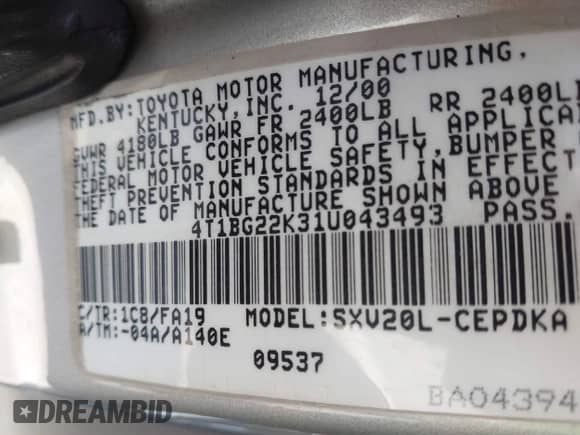 MFD.BY:TOYOTA MOTOR MANUFACTURING,
KENTUCKY,INC. 12/00
GVWR 4180LB GAWR FR 2400LB RR 2400LB
THIS VEHICLE CONFORMS TO ALL APPLICA
FEDERAL MOTOR VEHICLE SAFETY,BUMPER
THEFT PREVENTION STANDARDS IN EFFECT
THE DATE OF MANUFACTURE SHOWN ABOVE
4T1BG22K31U043493 PASS.
C/TR:1C8/FA19 MODEL:SXV20L-CEPDKA
A/TM:-04A/A140E
09537
BA04394
DREAMBID